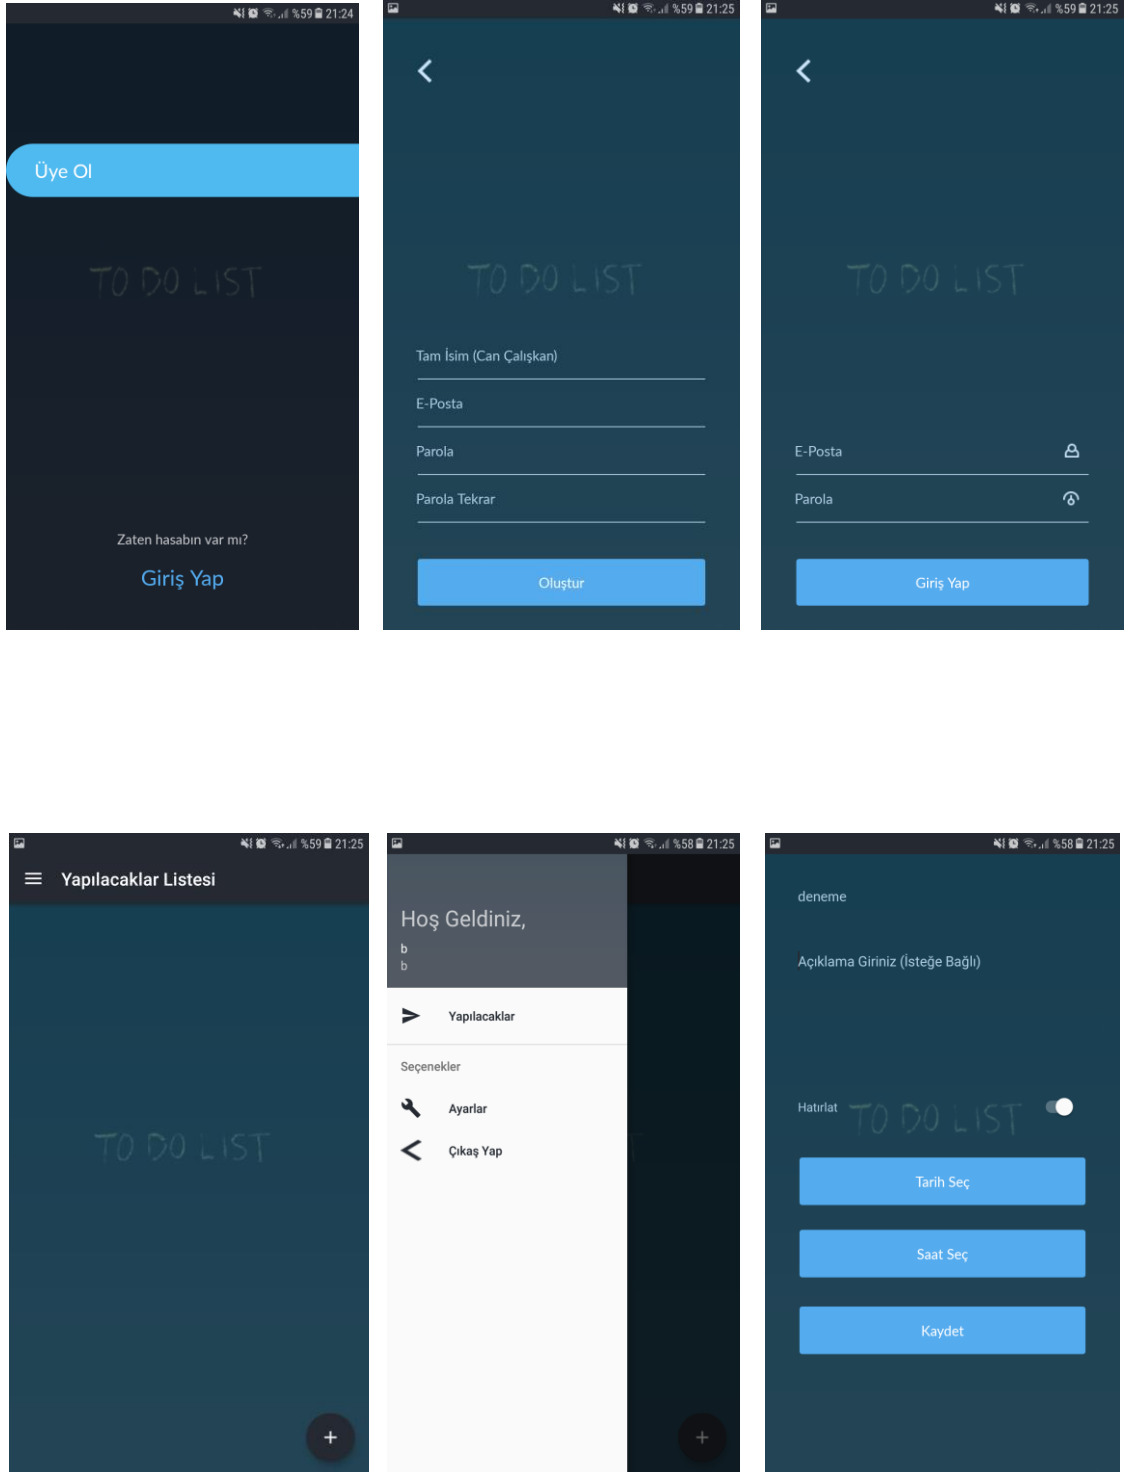 %59 21:24
Üye Ol
TO DO LIST
Zaten hasabın var mı?
Giriş Yap
%59 21:25
TO DO LIST
Tam İsim (Can Çalışkan)
E-Posta
Parola
Parola Tekrar
Oluştur
%59 21:25
TO DO LIST
E-Posta
Parola
Giriş Yap
%59 21:25
Yapılacaklar Listesi
TO DO LIST
+
%58 21:25
Hoş Geldiniz,
b
b
Yapılacaklar
Seçenekler
Ayarlar
Çıkaş Yap
+
%58 21:25
deneme
Açıklama Giriniz (İsteğe Bağlı)
Hatırlat
TO DO LIST
Tarih Seç
Saat Seç
Kaydet